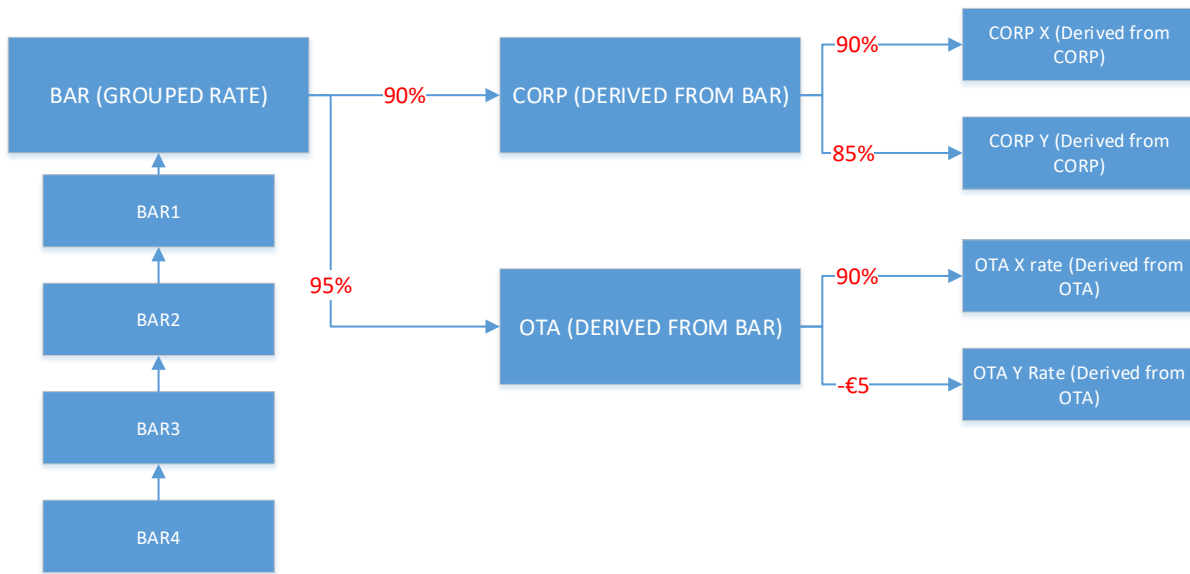 BAR (GROUPED RATE)
90%
CORP (DERIVED FROM BAR)
90%
CORP X (Derived from
CORP)
85%
CORP Y (Derived from
CORP)
BAR1
BAR2
BAR3
BAR4
95%
OTA (DERIVED FROM BAR)
90%
OTA X rate (Derived from
OTA)
-€5
OTA Y Rate (Derived from
OTA)